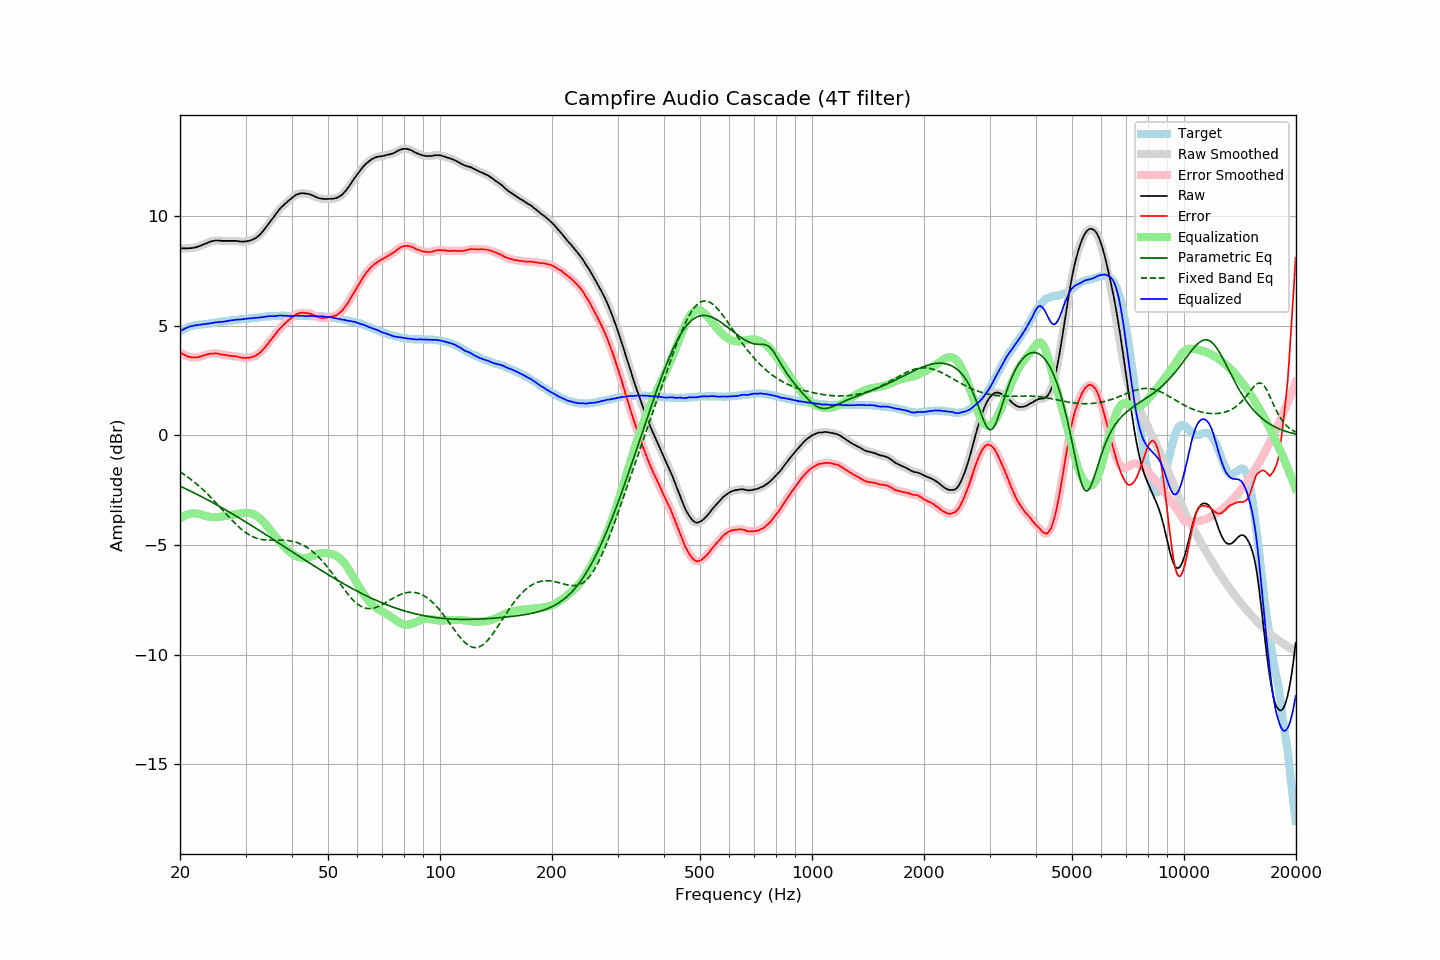 Campfire Audio Cascade (4T filter)
Target
Raw Smoothed
Error Smoothed
Raw
Error
Equalization
Parametric Eq
Fixed Band Eq
Equalized
Amplitude (dBr)
10
5
0
−5
−10
−15
20 50 100 200 500 1000 2000 5000 10000 20000
Frequency (Hz)